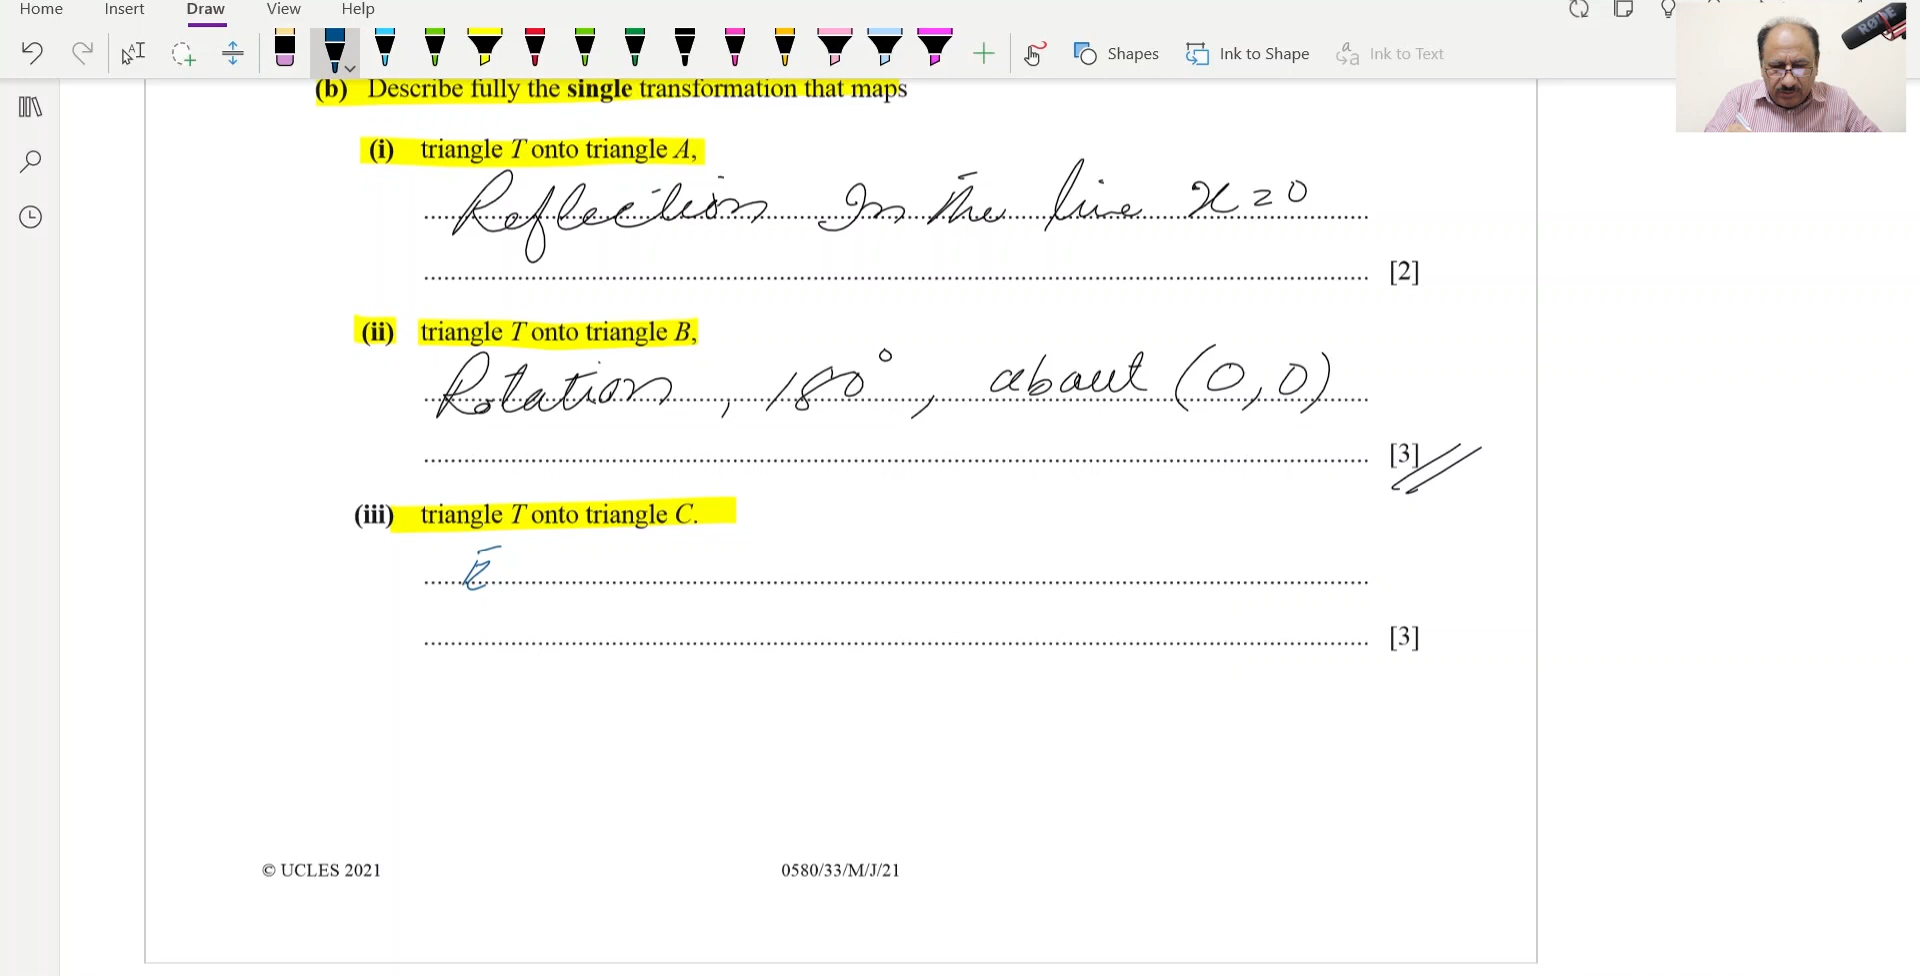 Home Insert Draw View Help
Shapes Ink to Shape Ink to Text
RØDE
(b) Describe fully the single transformation that maps
(i) triangle T onto triangle A,
Reflection In the line x=0
[2]
(ii) triangle T onto triangle B,
Rotation, 180°, about (0,0)
[3]
(iii) triangle T onto triangle C.
E
[3]
© UCLES 2021 0580/33/M/J/21